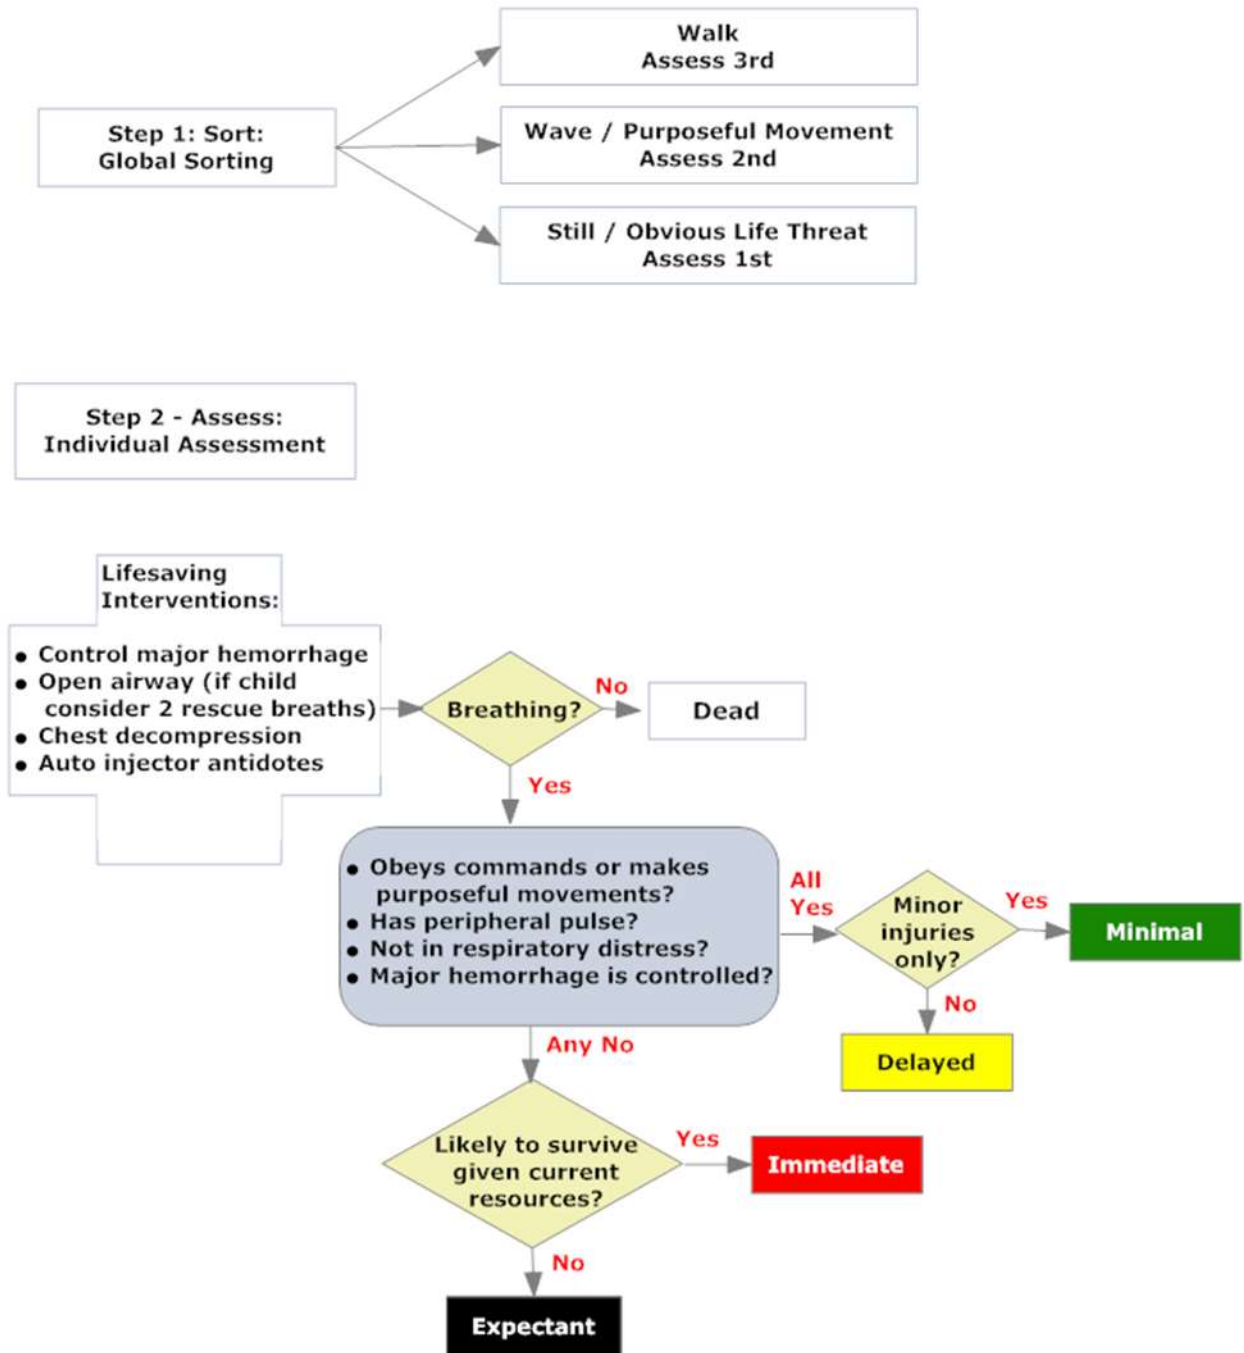 Walk
Assess 3rd
Step 1: Sort:
Global Sorting
Wave / Purposeful Movement
Assess 2nd
Still / Obvious Life Threat
Assess 1st
Step 2 - Assess:
Individual Assessment
Lifesaving
Interventions:
● Control major hemorrhage
● Open airway (if child
consider 2 rescue breaths)
● Chest decompression
● Auto injector antidotes
Breathing?
No
Dead
Yes
● Obeys commands or makes
purposeful movements?
● Has peripheral pulse?
● Not in respiratory distress?
● Major hemorrhage is controlled?
All
Yes
Minor
injuries
only?
Yes
Minimal
No
Delayed
Any No
Likely to survive
given current
resources?
Yes
Immediate
No
Expectant